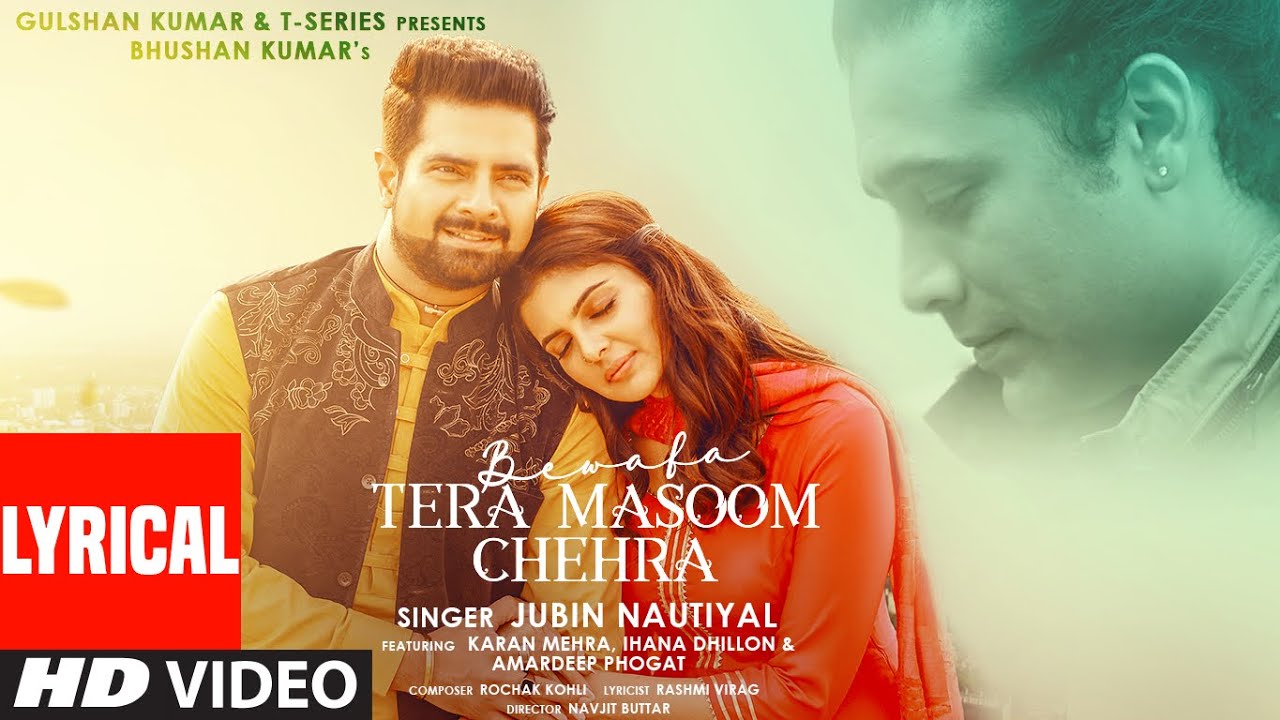 GULSHAN KUMAR & T-SERIES PRESENTS
BHUSHAN KUMAR'S
Bewafa
TERA MASOOM
CHEHRA
LYRICAL
SINGER JUBIN NAUTIYAL
FEATURING KARAN MEHRA, IHANA DHILLON &
AMARDEEP PHOGAT
COMPOSER ROCHAK KOHLI LYRICIST RASHMI VIRAG
DIRECTOR NAVJIT BUTTAR
HD VIDEO